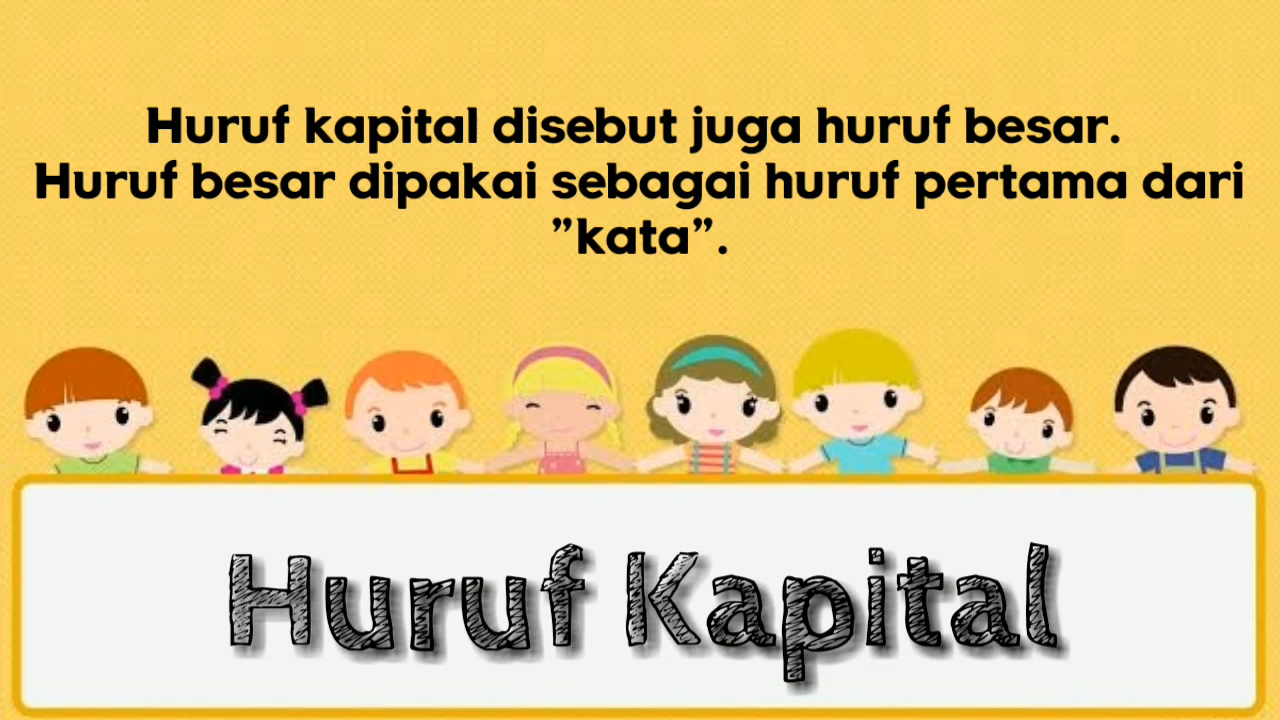 Huruf kapital disebut juga huruf besar.
Huruf besar dipakai sebagai huruf pertama dari
”kata”.
Huruf Kapital